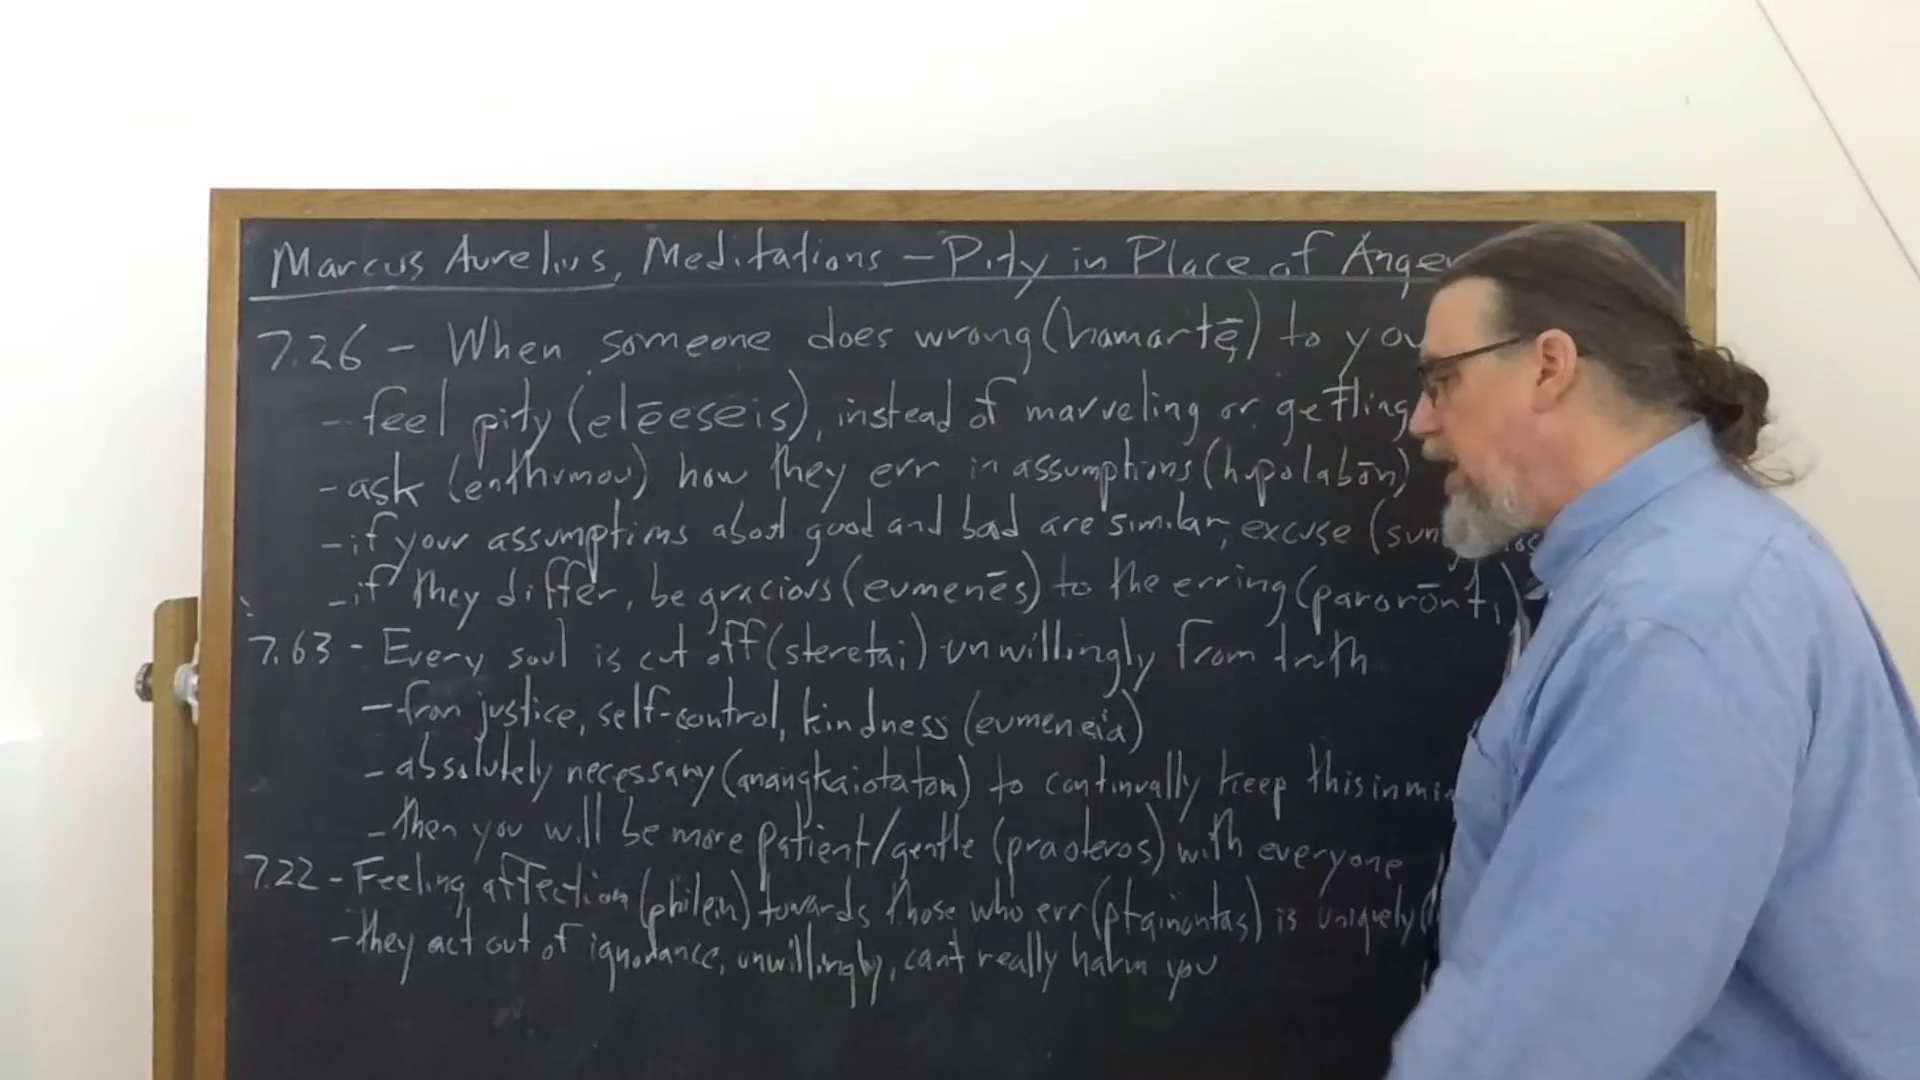 Marcus Aurelius, Meditations - Pity in Place of Anger
7.26 - When someone does wrong (hamartȩ̄) to you
- feel pity (elēeseis), instead of marveling or getting
- ask (enthumou) how they err in assumptions (hupolabōn)
- if your assumptions about good and bad are similar, excuse
- if they differ, be gracious (eumenēs) to the erring (parorōnti)
7.63 - Every soul is cut off (steretai) unwillingly from truth
- from justice, self-control, kindness (eumeneia)
- absolutely necessary (anangkaiotaton) to continually keep this in
- then you will be more patient/gentle (praoteros) with everyone
7.22 - Feeling affection (philein) towards those who err (ptaiontas) is uniquely
- they act out of ignorance, unwillingly, can't really harm you